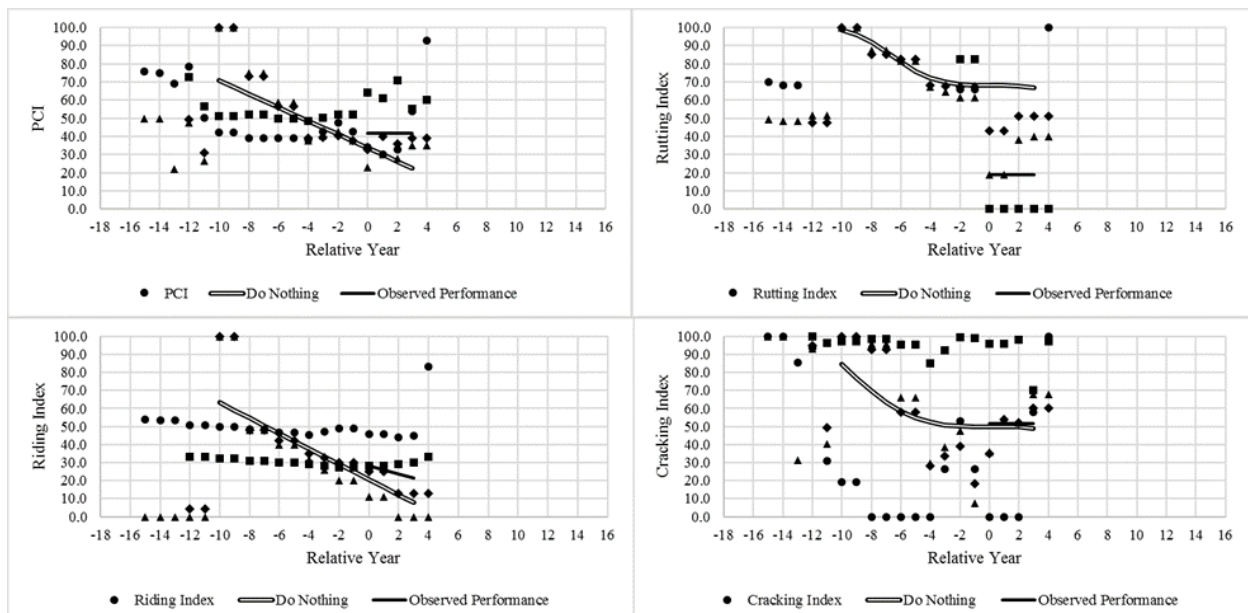 100.0
90.0
80.0
70.0
60.0
50.0
40.0
30.0
20.0
10.0
0.0
PCI
-18 -16 -14 -12 -10 -8 -6 -4 -2 0 2 4 6 8 10 12 14 16
Relative Year
PCI Do Nothing Observed Performance
100.0
90.0
80.0
70.0
60.0
50.0
40.0
30.0
20.0
10.0
0.0
Rutting Index
-18 -16 -14 -12 -10 -8 -6 -4 -2 0 2 4 6 8 10 12 14 16
Relative Year
Rutting Index Do Nothing Observed Performance
100.0
90.0
80.0
70.0
60.0
50.0
40.0
30.0
20.0
10.0
0.0
Riding Index
-18 -16 -14 -12 -10 -8 -6 -4 -2 0 2 4 6 8 10 12 14 16
Relative Year
Riding Index Do Nothing Observed Performance
100.0
90.0
80.0
70.0
60.0
50.0
40.0
30.0
20.0
10.0
0.0
Cracking Index
-18 -16 -14 -12 -10 -8 -6 -4 -2 0 2 4 6 8 10 12 14 16
Relative Year
Cracking Index Do Nothing Observed Performance